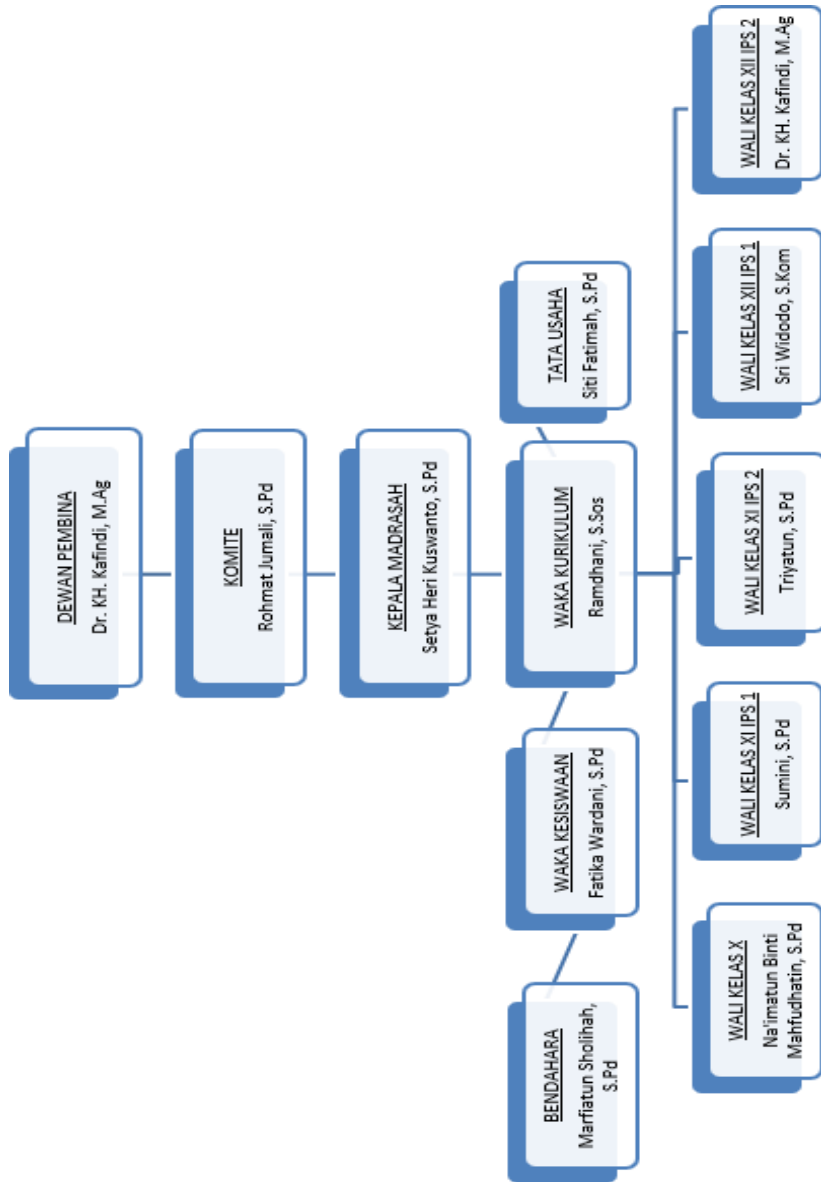 DEWAN PEMBINA
Dr. KH. Kafindi, M.Ag
KOMITE
Rohmat Jumali, S.Pd
KEPALA MADRASAH
Setya Heri Kuswanto, S.Pd
BENDAHARA
Marfiatun Sholihah,
S.Pd
WAKA KESISWAAN
Fatika Wardani, S.Pd
WAKA KURIKULUM
Ramdhani, S.Sos
TATA USAHA
Siti Fatimah, S.Pd
WALI KELAS X
Na'imatun Binti
Mahfudhatin, S.Pd
WALI KELAS XI IPS 1
Sumini, S.Pd
WALI KELAS XI IPS 2
Triyatun, S.Pd
WALI KELAS XII IPS 1
Sri Widodo, S.Kom
WALI KELAS XII IPS 2
Dr. KH. Kafindi, M.Ag